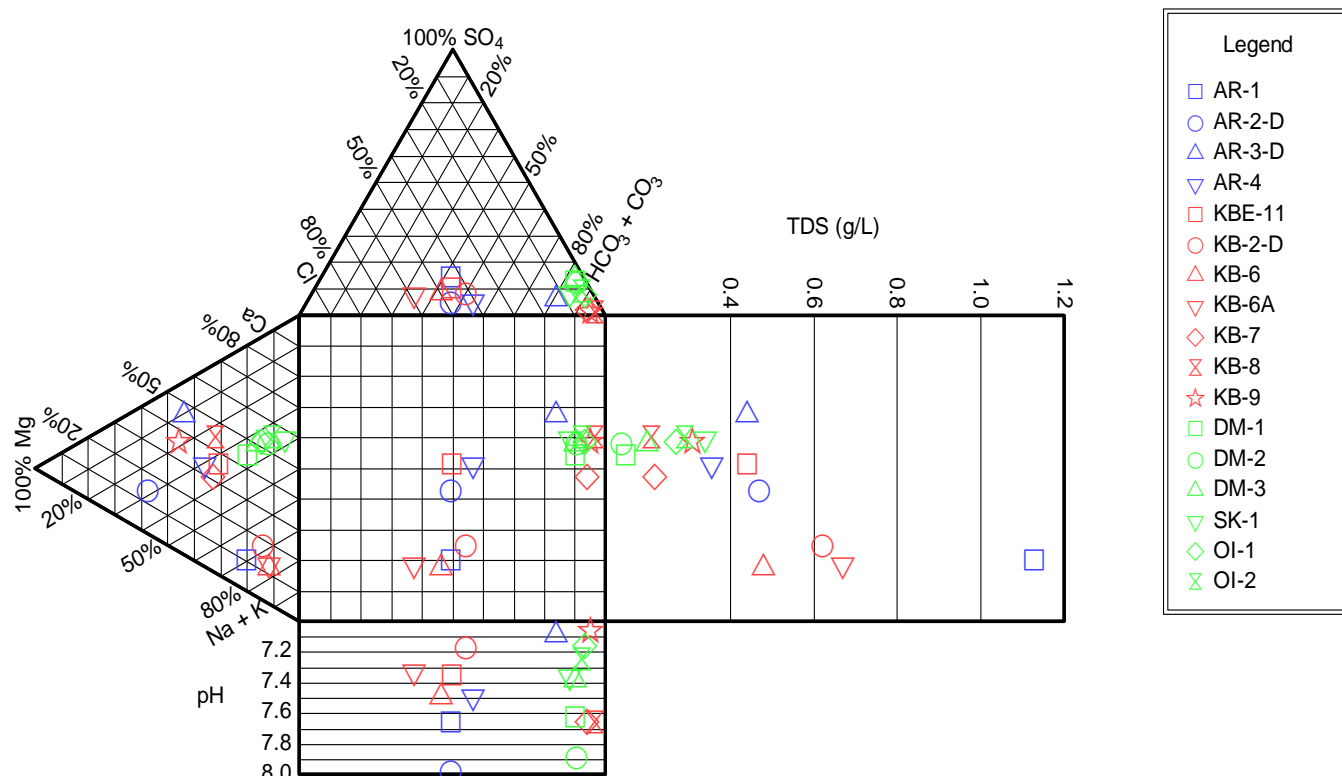 100% SO4
20%
20%
50%
50%
80%
80%
Cl
HCO3 + CO3
TDS (g/L)
0.4
0.6
0.8
1.0
1.2
Ca
80%
50%
20%
100% Mg
20%
50%
80%
Na + K
pH
7.2
7.4
7.6
7.8
8.0
Legend
AR-1
AR-2-D
AR-3-D
AR-4
KBE-11
KB-2-D
KB-6
KB-6A
KB-7
KB-8
KB-9
DM-1
DM-2
DM-3
SK-1
OI-1
OI-2